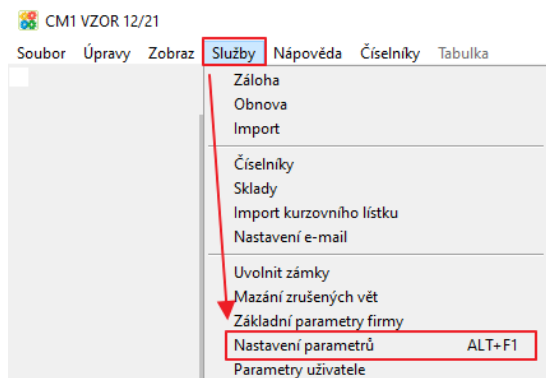 CM1 VZOR 12/21
Soubor Úpravy Zobraz Služby Nápověda Číselníky Tabulka
Záloha
Obnova
Import
Číselníky
Sklady
Import kurzovního lístku
Nastavení e-mail
Uvolnit zámky
Mazání zrušených vět
Základní parametry firmy
Nastavení parametrů ALT+F1
Parametry uživatele